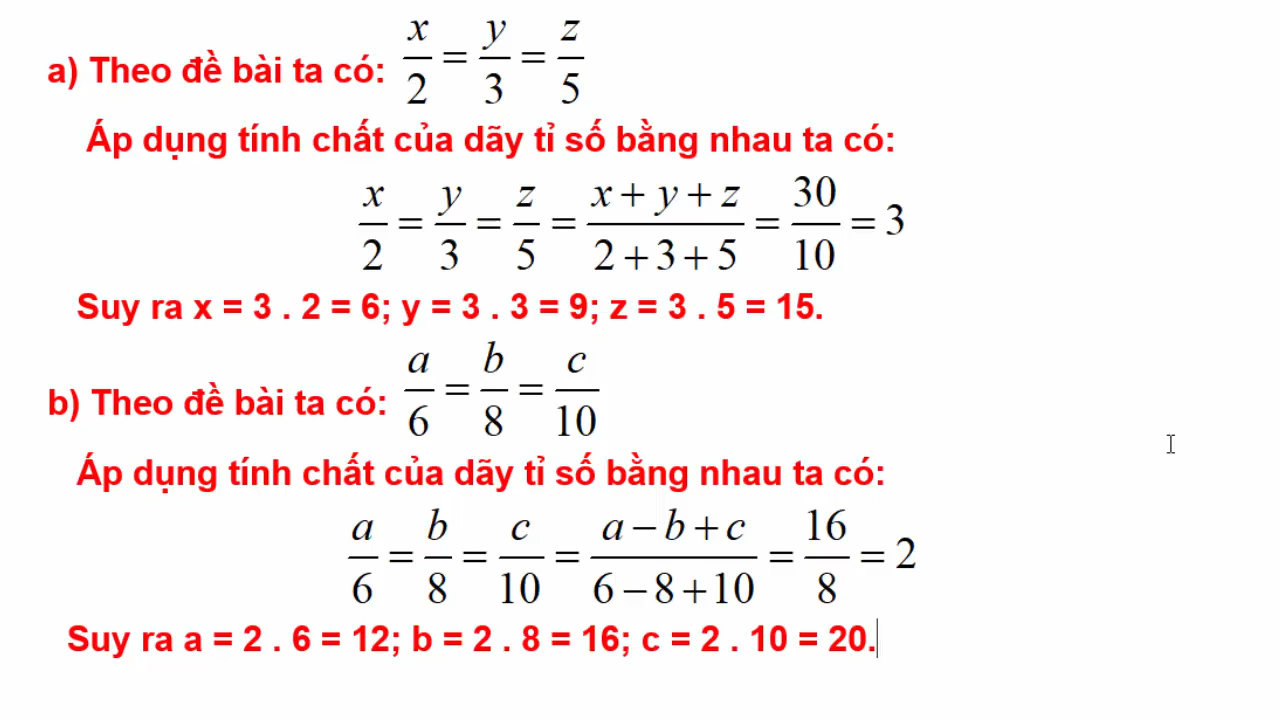 a) Theo đề bài ta có: x/2 = y/3 = z/5
Áp dụng tính chất của dãy tỉ số bằng nhau ta có:
x/2 = y/3 = z/5 = (x + y + z)/(2 + 3 + 5) = 30/10 = 3
Suy ra x = 3 . 2 = 6; y = 3 . 3 = 9; z = 3 . 5 = 15.
b) Theo đề bài ta có: a/6 = b/8 = c/10
Áp dụng tính chất của dãy tỉ số bằng nhau ta có:
a/6 = b/8 = c/10 = (a − b + c)/(6 − 8 + 10) = 16/8 = 2
Suy ra a = 2 . 6 = 12; b = 2 . 8 = 16; c = 2 . 10 = 20.